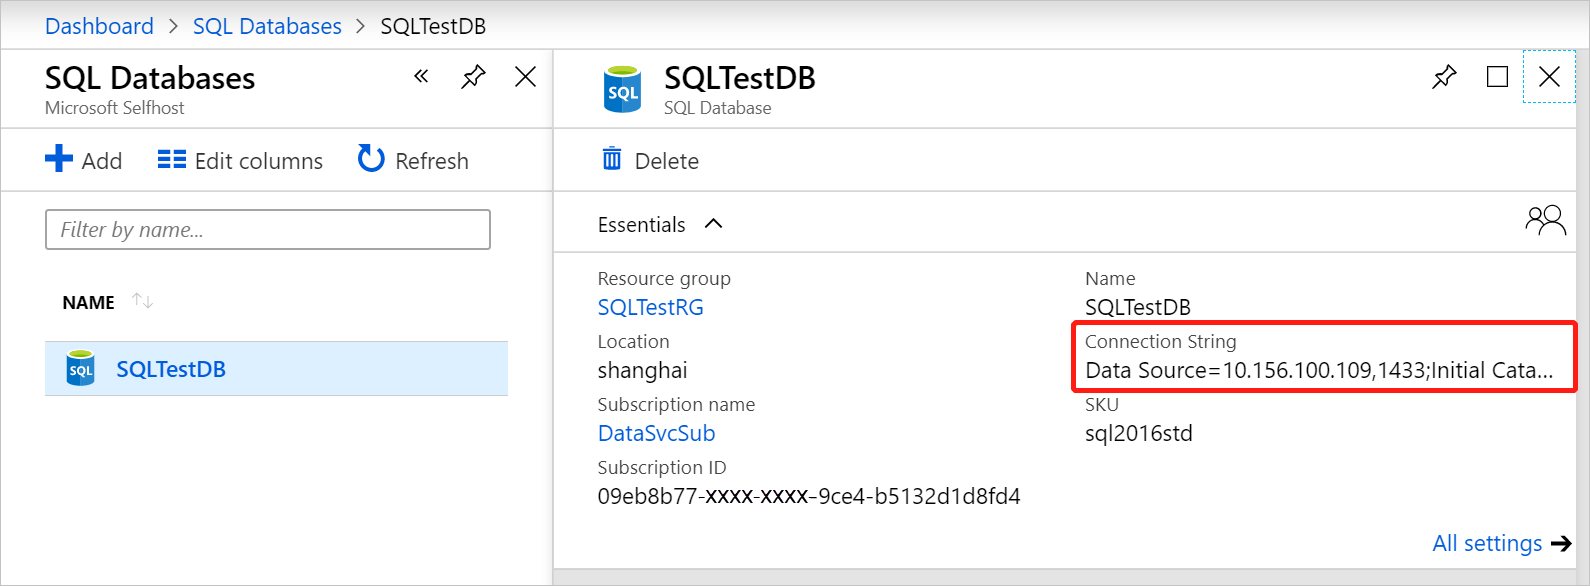 Dashboard > SQL Databases > SQLTestDB
SQL Databases
Microsoft Selfhost
Add Edit columns Refresh
Filter by name...
NAME
SQL SQLTestDB
SQL SQLTestDB
SQL Database
Delete
Essentials
Resource group
SQLTestRG
Location
shanghai
Subscription name
DataSvcSub
Subscription ID
09eb8b77-xxxx-xxxx-9ce4-b5132d1d8fd4
Name
SQLTestDB
Connection String
Data Source=10.156.100.109,1433;Initial Cata...
SKU
sql2016std
All settings